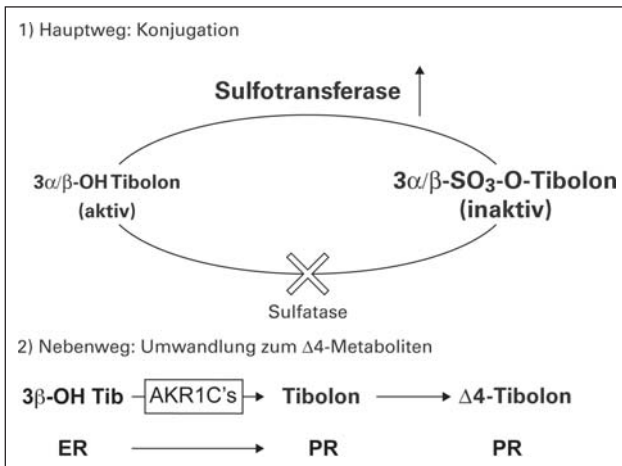 1) Hauptweg: Konjugation
Sulfotransferase
3α/β-OH Tibolon
(aktiv)
3α/β-SO₃-O-Tibolon
(inaktiv)
Sulfatase
2) Nebenweg: Umwandlung zum Δ4-Metaboliten
3β-OH Tib AKR1C's Tibolon Δ4-Tibolon
ER PR PR